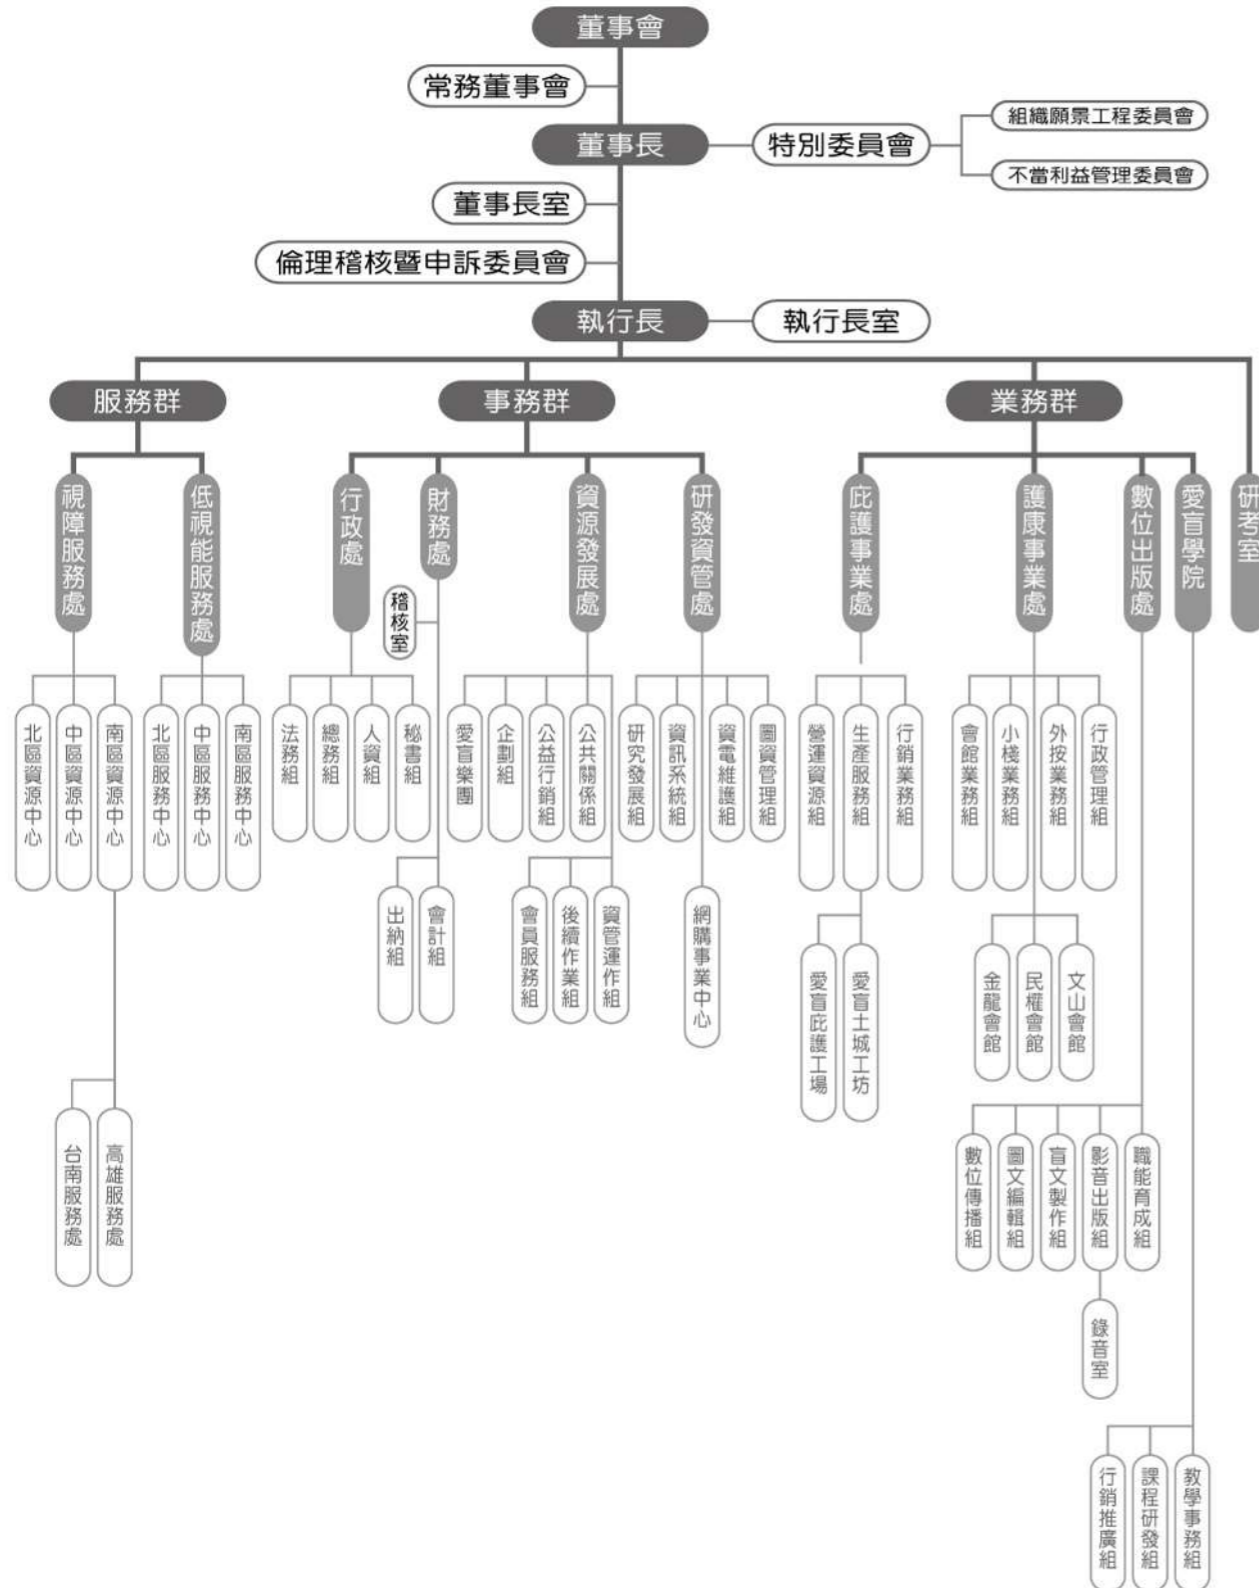 董事會
常務董事會
董事長
特別委員會
組織願景工程委員會
不當利益管理委員會
董事長室
倫理稽核暨申訴委員會
執行長
執行長室
服務群
事務群
業務群
視障服務處
低視能服務處
行政處
財務處
資源發展處
研發資管處
庇護事業處
護康事業處
數位出版處
愛盲學院
研考室
稽核室
北區資源中心
中區資源中心
南區資源中心
北區服務中心
中區服務中心
南區服務中心
法務組
總務組
人資組
秘書組
愛盲樂團
企劃組
公益行銷組
公共關係組
研究發展組
資訊系統組
資電維護組
圖資管理組
營運資源組
生產服務組
行銷業務組
會館業務組
小棧業務組
外按業務組
行政管理組
出納組
會計組
會員服務組
後續作業組
資管運作組
網購事業中心
愛盲庇護工場
愛盲土城工坊
金龍會館
民權會館
文山會館
台南服務處
高雄服務處
數位傳播組
圖文編輯組
盲文製作組
影音出版組
職能育成組
錄音室
行銷推廣組
課程研發組
教學事務組